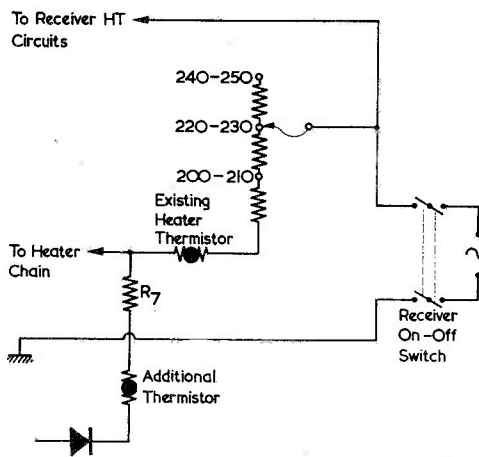 To Receiver HT
Circuits
240-250
220-230
200-210
Existing
Heater
Thermistor
To Heater
Chain
R7
Receiver
On-Off
Switch
Additional
Thermistor